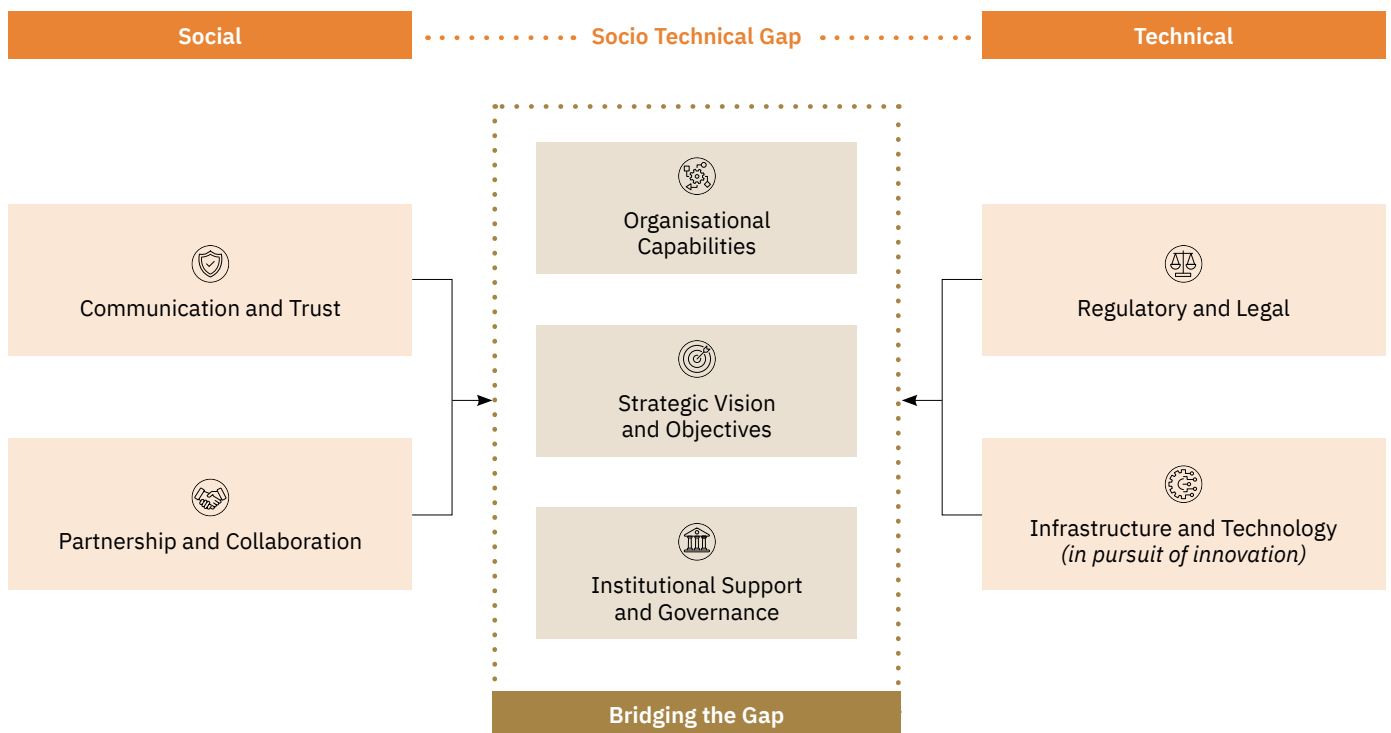 Social
Socio Technical Gap
Technical
Communication and Trust
Partnership and Collaboration
Organisational
Capabilities
Strategic Vision
and Objectives
Institutional Support
and Governance
Bridging the Gap
Regulatory and Legal
Infrastructure and Technology
(in pursuit of innovation)